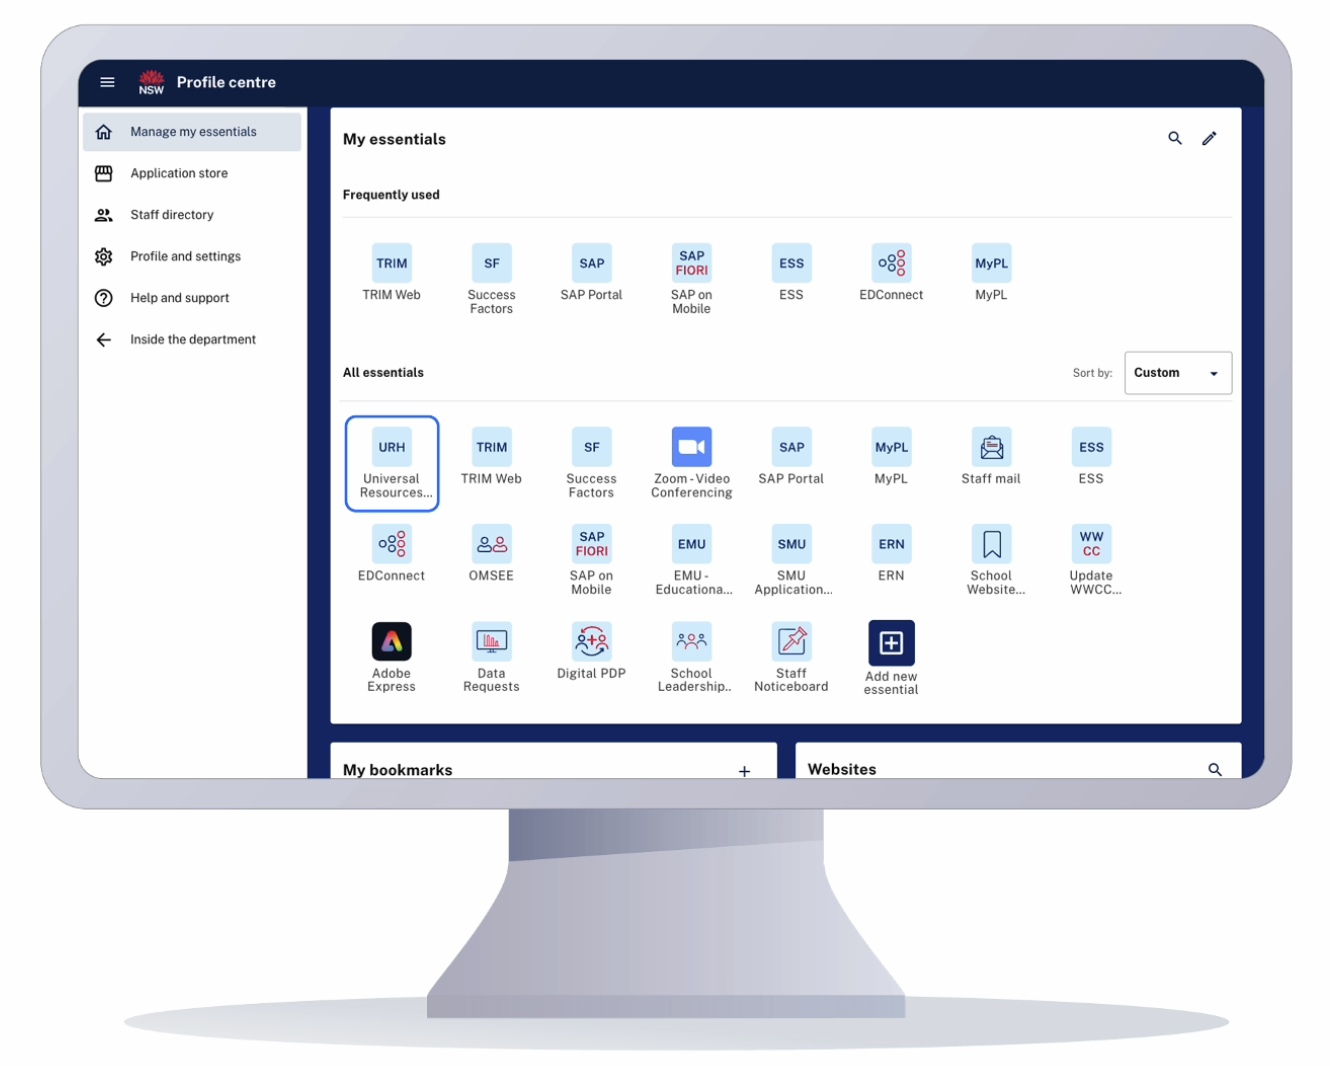 NSW Profile centre
Manage my essentials
Application store
Staff directory
Profile and settings
Help and support
Inside the department
My essentials
Frequently used
TRIM
TRIM Web
SF
Success
Factors
SAP
SAP Portal
SAP
FIORI
SAP on
Mobile
ESS
ESS
EDConnect
MyPL
MyPL
All essentials
Sort by: Custom
URH
Universal
Resources...
TRIM
TRIM Web
SF
Success
Factors
Zoom - Video
Conferencing
SAP
SAP Portal
MyPL
MyPL
Staff mail
ESS
ESS
EDConnect
OMSEE
SAP
FIORI
SAP on
Mobile
EMU
EMU -
Educationa...
SMU
SMU
Application...
ERN
ERN
School
Website...
WW
CC
Update
WWCC...
Adobe
Express
Data
Requests
Digital PDP
School
Leadership..
Staff
Noticeboard
Add new
essential
My bookmarks
Websites